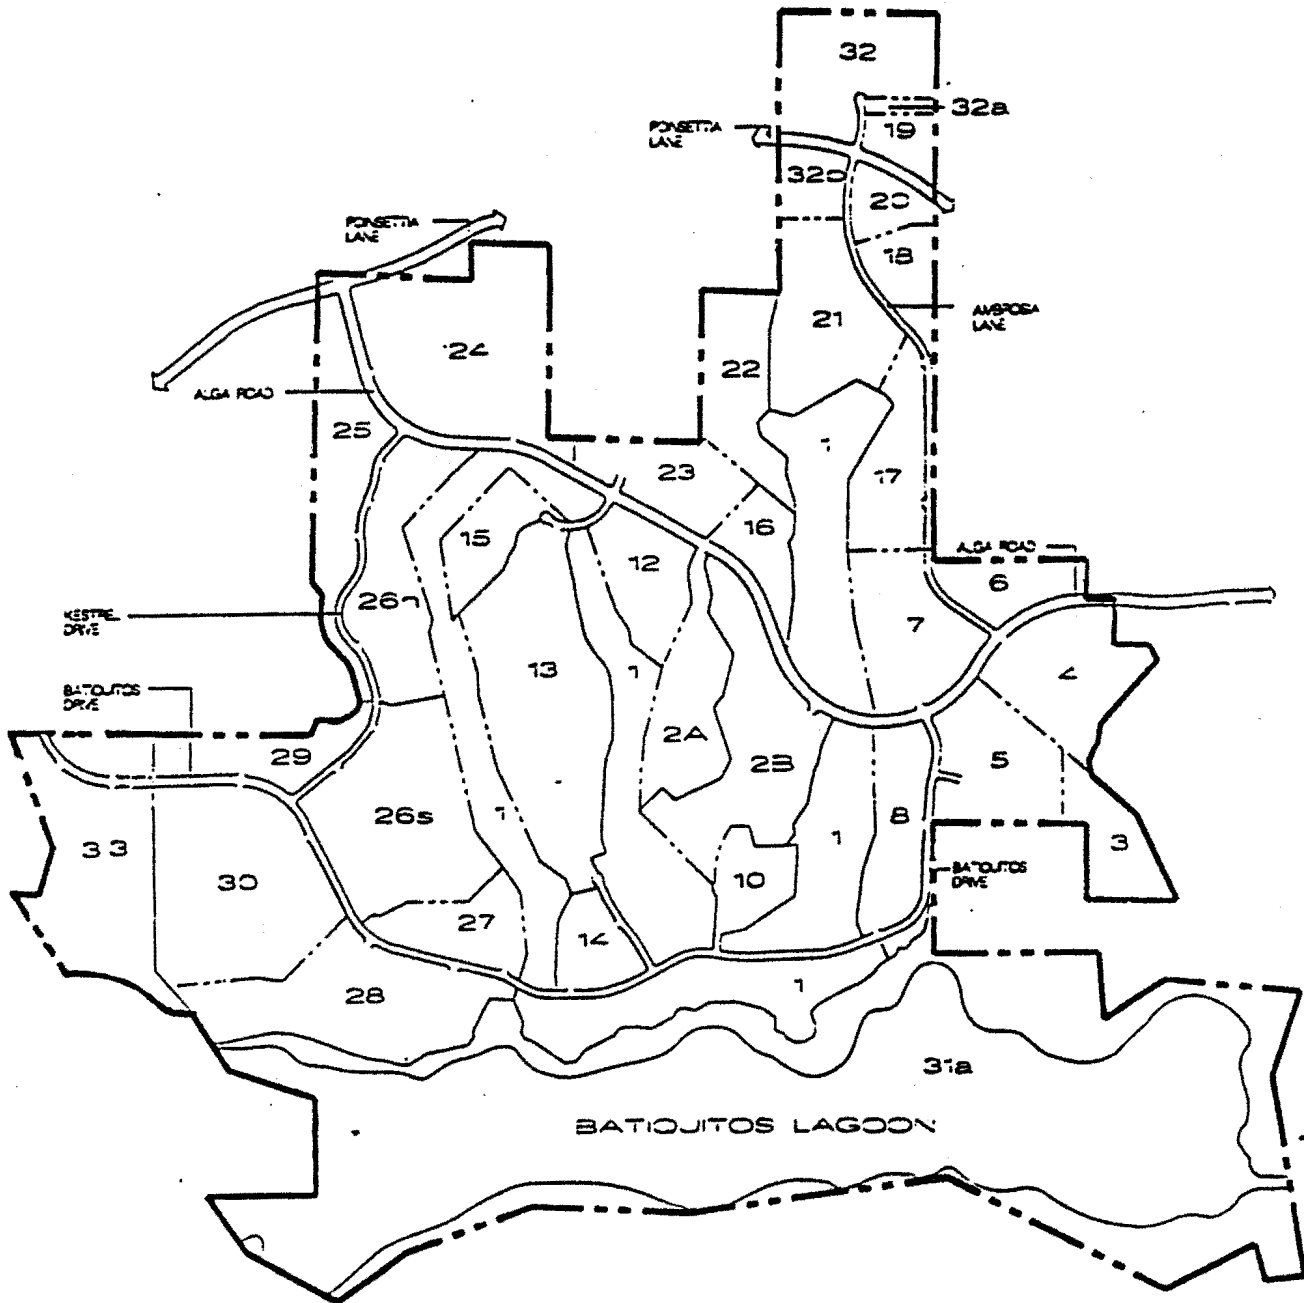 32
32a
19
PONSETTIA
LANE
32b
20
PONSETTIA
LANE
18
21
AMBROSIA
LANE
24
22
ALGA ROAD
25
1
23
17
16
15
12
ALGA ROAD
6
26n
KESTREL
DRIVE
7
13
1
4
BATIQUITOS
DRIVE
2A
29
2B
5
26s
1
8
1
33
3
30
10
BATIQUITOS
DRIVE
27
14
28
1
31a
BATIQUITOS LAGOON